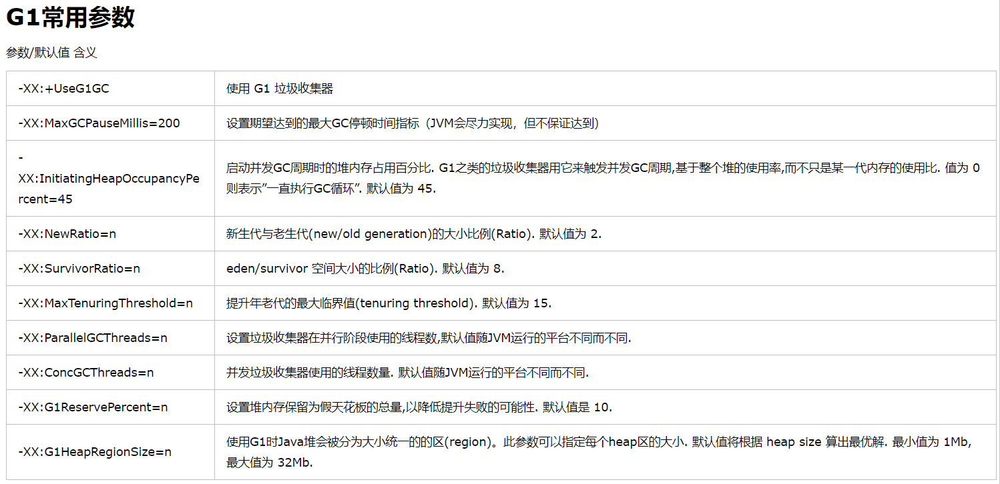 G1常用参数
参数/默认值 含义
-XX:+UseG1GC
使用 G1 垃圾收集器
-XX:MaxGCPauseMillis=200
设置期望达到的最大GC停顿时间指标（JVM会尽力实现，但不保证达到）
-
XX:InitiatingHeapOccupancyPe
rcent=45
启动并发GC周期时的堆内存占用百分比. G1之类的垃圾收集器用它来触发并发GC周期,基于整个堆的使用率,而不只是某一代内存的使用比. 值为 0
则表示”一直执行GC循环”. 默认值为 45.
-XX:NewRatio=n
新生代与老生代(new/old generation)的大小比例(Ratio). 默认值为 2.
-XX:SurvivorRatio=n
eden/survivor 空间大小的比例(Ratio). 默认值为 8.
-XX:MaxTenuringThreshold=n
提升年老代的最大临界值(tenuring threshold). 默认值为 15.
-XX:ParallelGCThreads=n
设置垃圾收集器在并行阶段使用的线程数,默认值随JVM运行的平台不同而不同.
-XX:ConcGCThreads=n
并发垃圾收集器使用的线程数量. 默认值随JVM运行的平台不同而不同.
-XX:G1ReservePercent=n
设置堆内存保留为假天花板的总量,以降低提升失败的可能性. 默认值是 10.
-XX:G1HeapRegionSize=n
使用G1时Java堆会被分为大小统一的的区(region)。此参数可以指定每个heap区的大小. 默认值将根据 heap size 算出最优解. 最小值为 1Mb,
最大值为 32Mb.